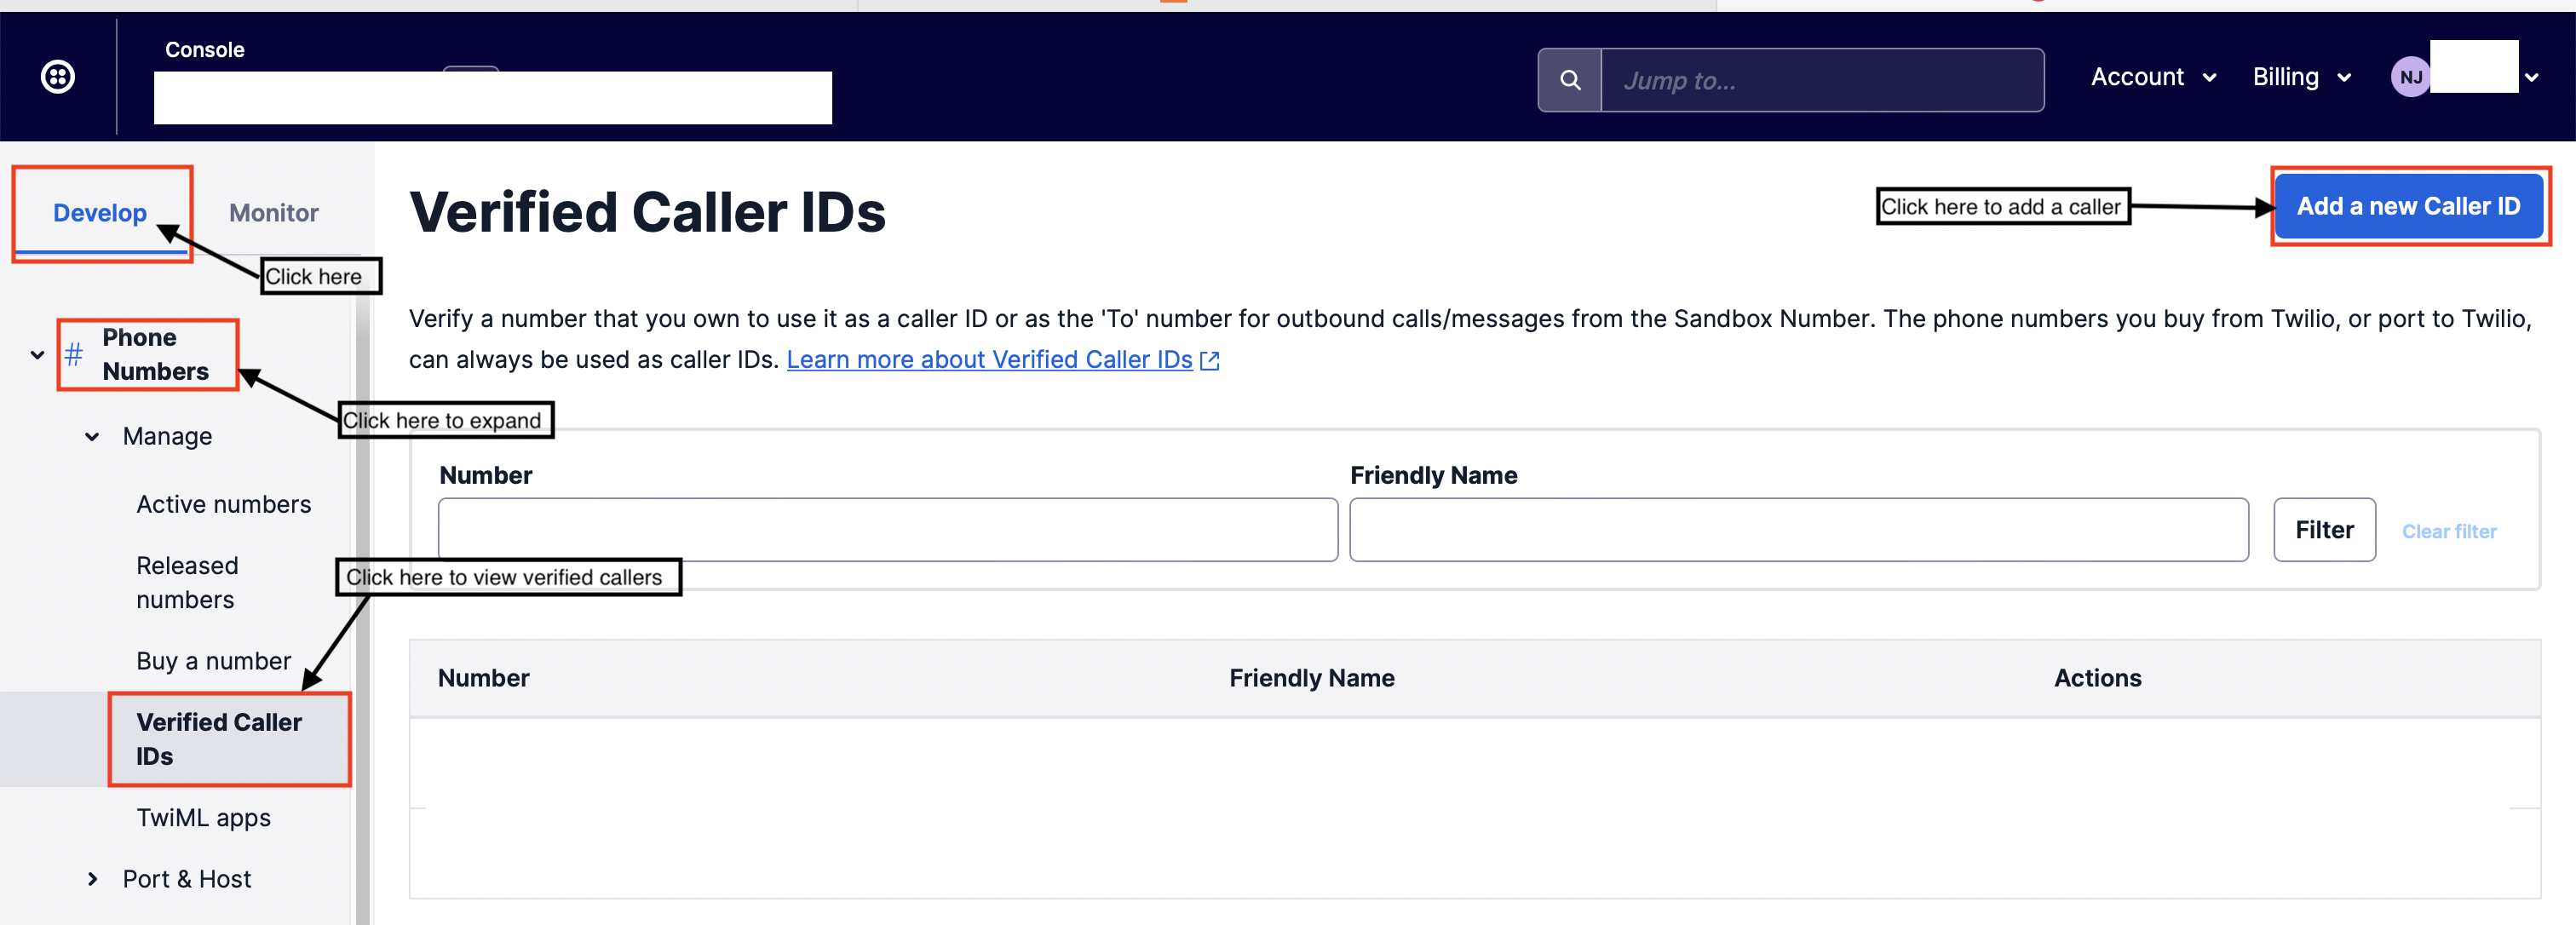 Console
Jump to...
Account
Billing
NJ
Develop
Monitor
Click here
# Phone
Numbers
Click here to expand
Manage
Active numbers
Released
numbers
Click here to view verified callers
Buy a number
Verified Caller
IDs
TwiML apps
Port & Host
Verified Caller IDs
Click here to add a caller
Add a new Caller ID
Verify a number that you own to use it as a caller ID or as the 'To' number for outbound calls/messages from the Sandbox Number. The phone numbers you buy from Twilio, or port to Twilio,
can always be used as caller IDs. Learn more about Verified Caller IDs
Number
Friendly Name
Filter
Clear filter
Number
Friendly Name
Actions